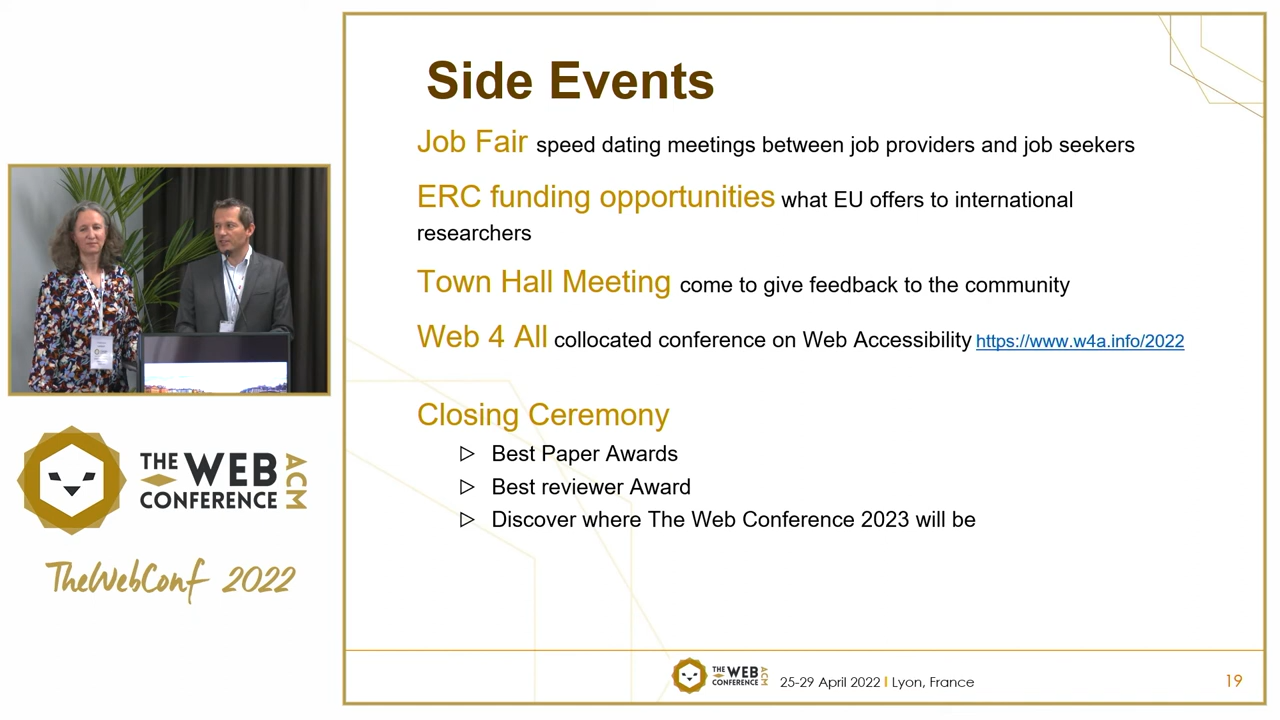 Side Events
Job Fair speed dating meetings between job providers and job seekers
ERC funding opportunities what EU offers to international
researchers
Town Hall Meeting come to give feedback to the community
Web 4 All collocated conference on Web Accessibility https://www.w4a.info/2022
Closing Ceremony
▷ Best Paper Awards
▷ Best reviewer Award
▷ Discover where The Web Conference 2023 will be
THE WEB
CONFERENCE
ACM
TheWebConf 2022
THE WEB
CONFERENCE
ACM
25-29 April 2022 I Lyon, France
19